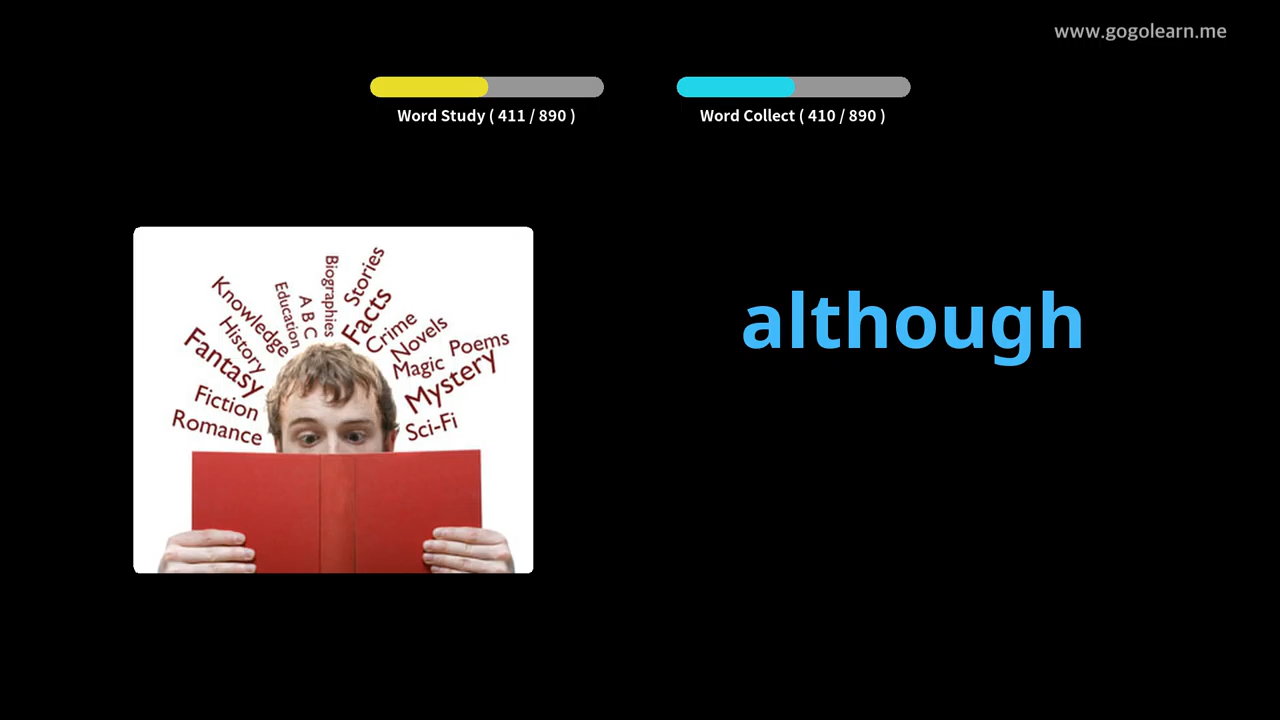 www.gogolearn.me
Word Study ( 411 / 890 )
Word Collect ( 410 / 890 )
Stories
Biographies
Facts
A B C
Education
Knowledge
Crime
Novels
History
Poems
Magic
Fantasy
Mystery
Fiction
Sci-Fi
Romance
although